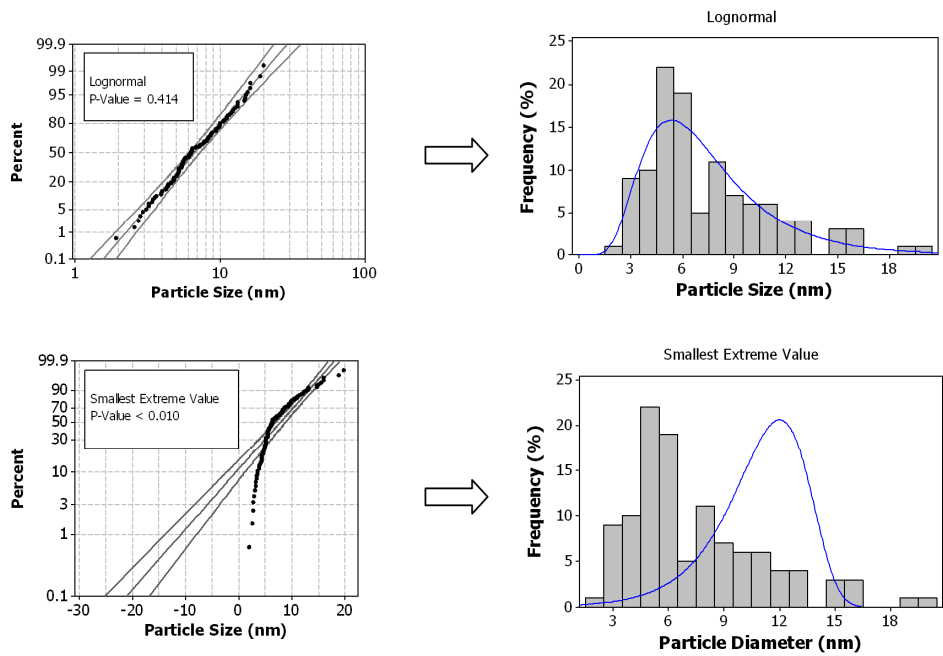 99.9
99
95
80
50
20
5
1
0.1
Percent
Lognormal
P-Value = 0.414
1 10 100
Particle Size (nm)
Lognormal
25
20
15
10
5
0
Frequency (%)
0 3 6 9 12 15 18
Particle Size (nm)
99.9
90
70
50
30
10
3
1
0.1
Percent
Smallest Extreme Value
P-Value < 0.010
-30 -20 -10 0 10 20
Particle Size (nm)
Smallest Extreme Value
25
20
15
10
5
0
Frequency (%)
3 6 9 12 15 18
Particle Diameter (nm)